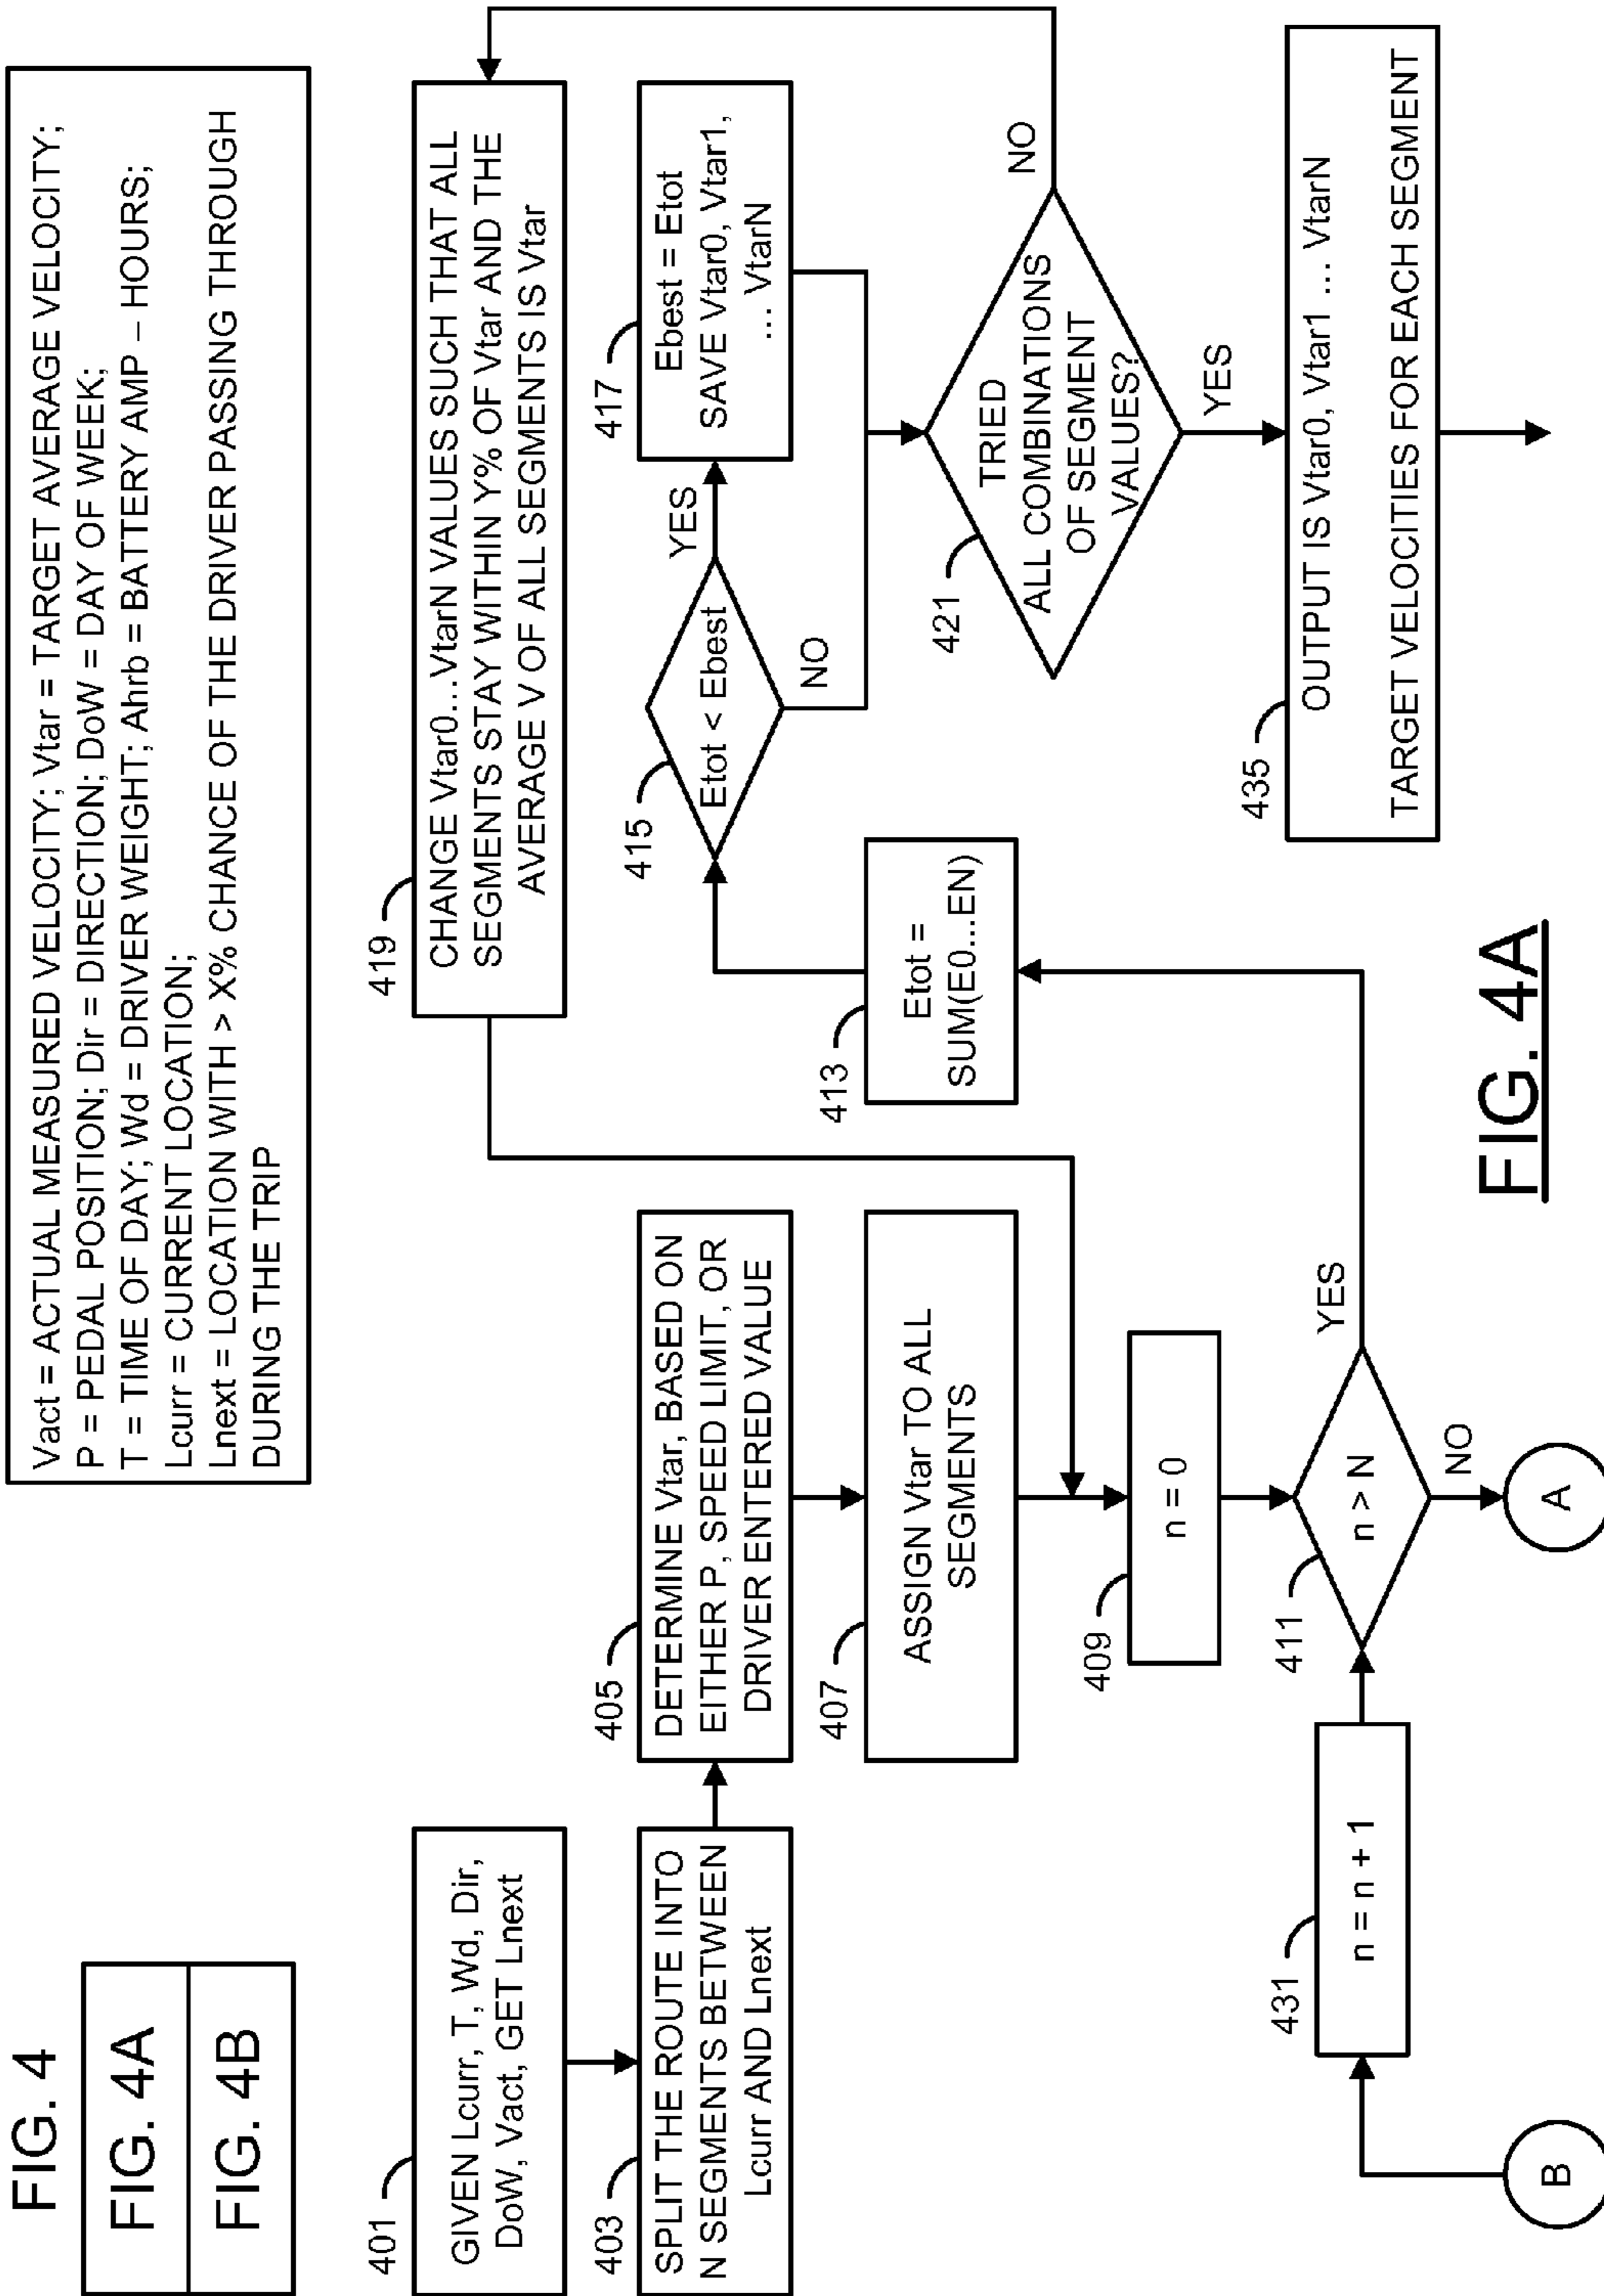 FIG. 4
FIG. 4A
FIG. 4B
Vact = ACTUAL MEASURED VELOCITY; Vtar = TARGET AVERAGE VELOCITY;
P = PEDAL POSITION; Dir = DIRECTION; DoW = DAY OF WEEK;
T = TIME OF DAY; Wd = DRIVER WEIGHT; Ahrb = BATTERY AMP – HOURS;
Lcurr = CURRENT LOCATION;
Lnext = LOCATION WITH > X% CHANCE OF THE DRIVER PASSING THROUGH
DURING THE TRIP
401
GIVEN Lcurr, T, Wd, Dir,
DoW, Vact, GET Lnext
403
SPLIT THE ROUTE INTO
N SEGMENTS BETWEEN
Lcurr AND Lnext
405
DETERMINE Vtar, BASED ON
EITHER P, SPEED LIMIT, OR
DRIVER ENTERED VALUE
407
ASSIGN Vtar TO ALL
SEGMENTS
409
n = 0
411
n > N
YES
NO
A
B
431
n = n + 1
413
Etot =
SUM(E0...EN)
415
Etot < Ebest
YES
NO
417
Ebest = Etot
SAVE Vtar0, Vtar1,
... VtarN
419
CHANGE Vtar0...VtarN VALUES SUCH THAT ALL
SEGMENTS STAY WITHIN Y% OF Vtar AND THE
AVERAGE V OF ALL SEGMENTS IS Vtar
421
TRIED
ALL COMBINATIONS
OF SEGMENT
VALUES?
NO
YES
435
OUTPUT IS Vtar0, Vtar1 ... VtarN
TARGET VELOCITIES FOR EACH SEGMENT
FIG. 4A